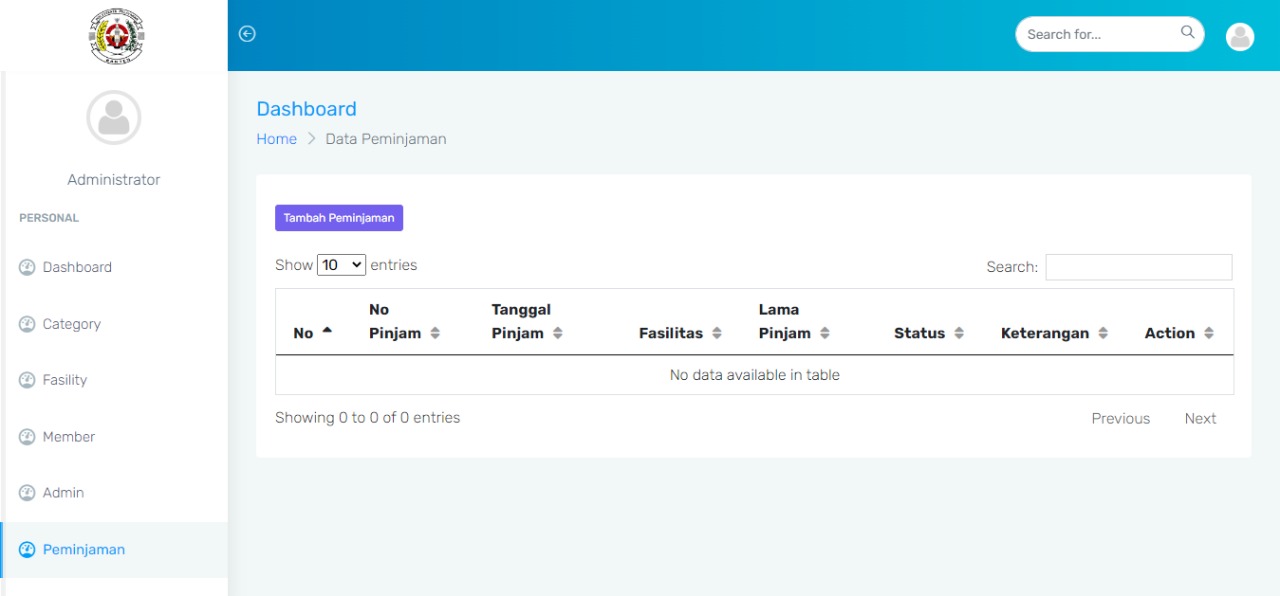 Search for...
Administrator
PERSONAL
Dashboard
Category
Fasility
Member
Admin
Peminjaman
Dashboard
Home > Data Peminjaman
Tambah Peminjaman
Show 10 entries
Search:
No No Pinjam Tanggal Pinjam Fasilitas Lama Pinjam Status Keterangan Action
No data available in table
Showing 0 to 0 of 0 entries
Previous Next